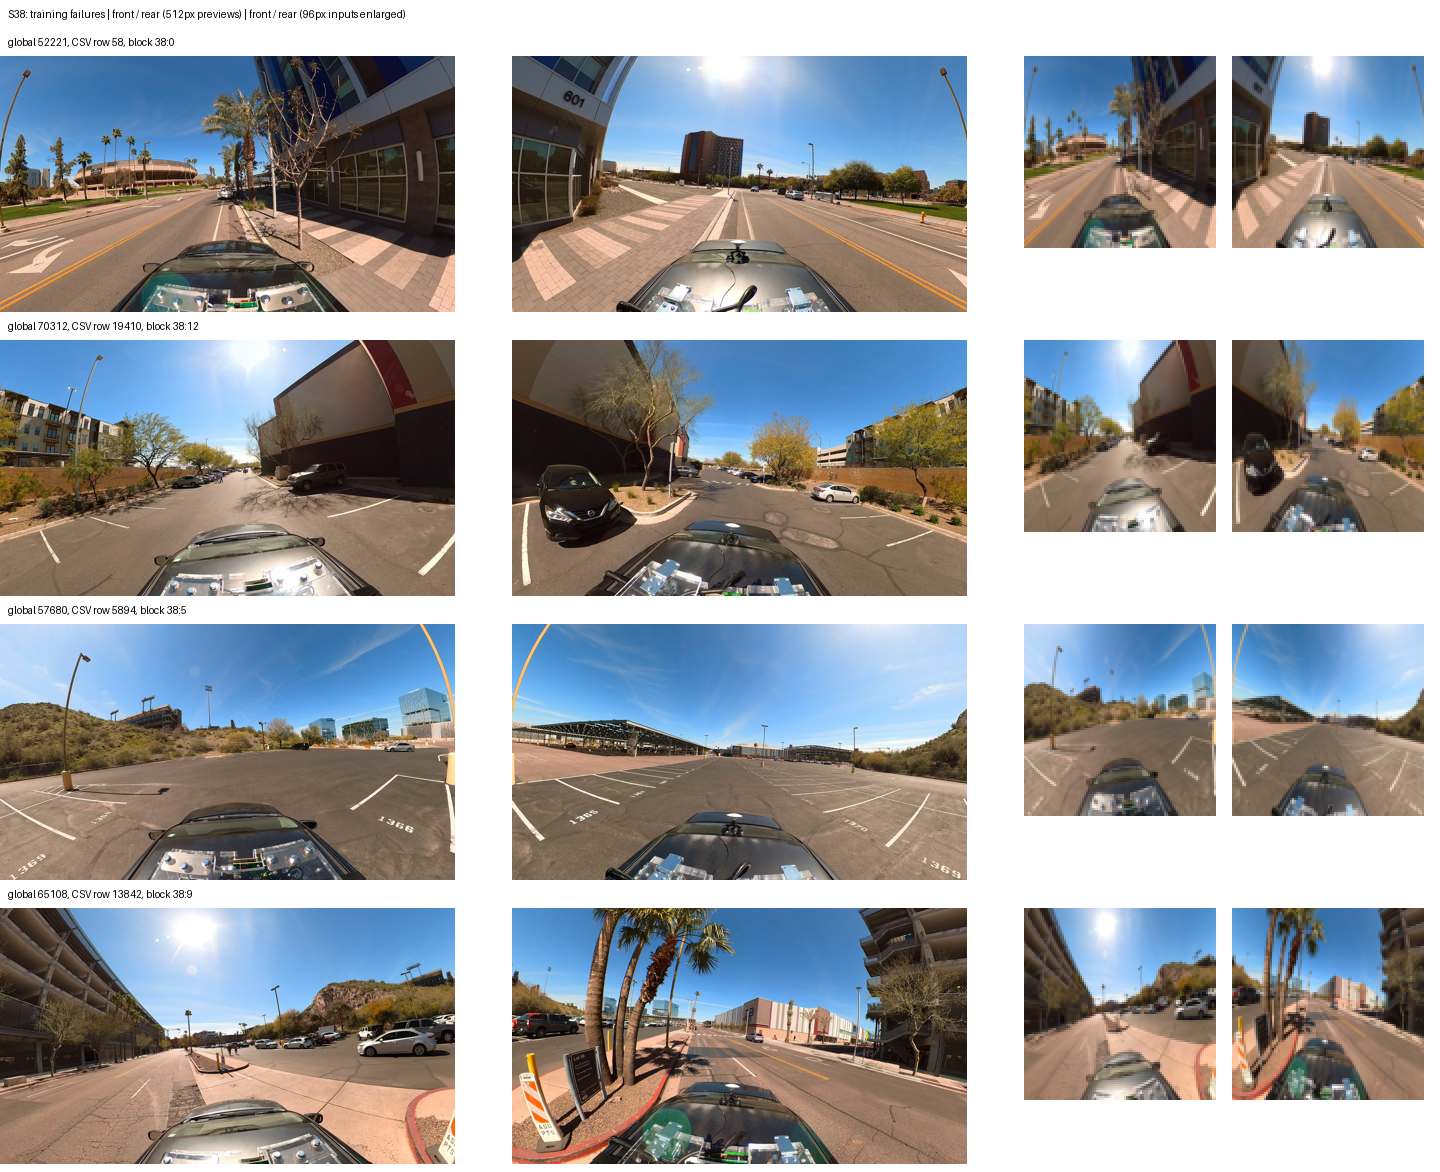 S38: training failures | front / rear (512px previews) | front / rear (96px inputs enlarged)
global 52221, CSV row 58, block 38:0
601
global 70312, CSV row 19410, block 38:12
global 57680, CSV row 5894, block 38:5
1366
1369
1365
1370
1369
global 65108, CSV row 13842, block 38:9